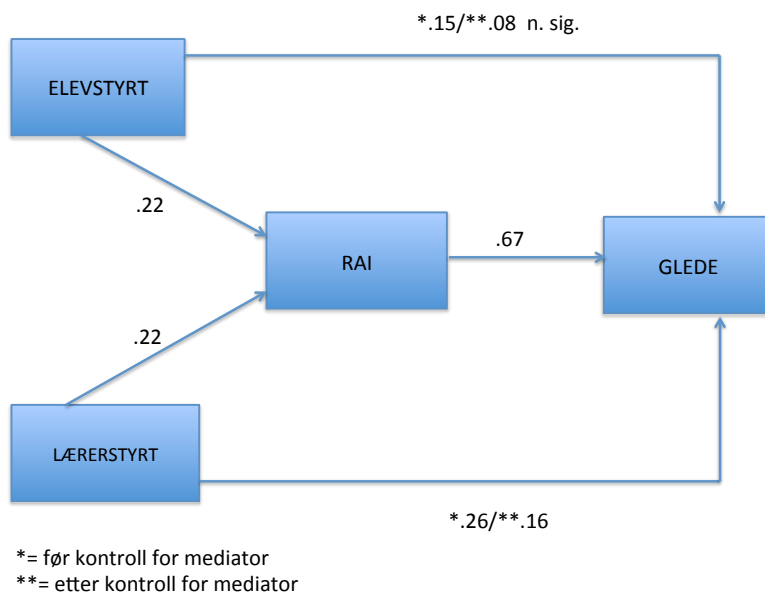 *.15/**.08 n. sig.
ELEVSTYRT
.22
RAI
.67
GLEDE
.22
LÆRERSTYRT
*.26/**.16
*= før kontroll for mediator
**= etter kontroll for mediator